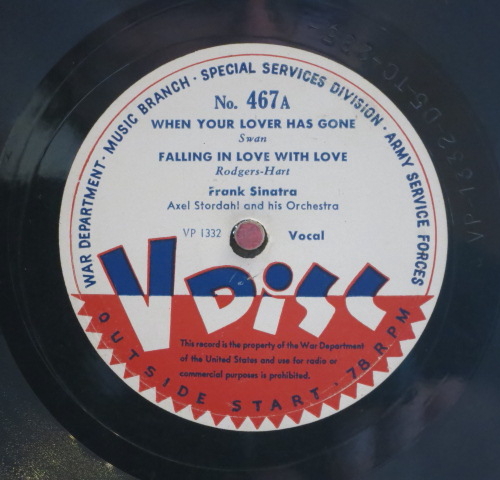 WAR DEPARTMENT · MUSIC BRANCH · SPECIAL SERVICES DIVISION · ARMY SERVICE FORCES
No. 467A
WHEN YOUR LOVER HAS GONE
Swan
FALLING IN LOVE WITH LOVE
Rodgers-Hart
Frank Sinatra
Axel Stordahl and his Orchestra
VP 1332 Vocal
V DiSC
This record is the property of the War Department
of the United States and use for radio or
commercial purposes is prohibited.
OUTSIDE START · 78 RPM